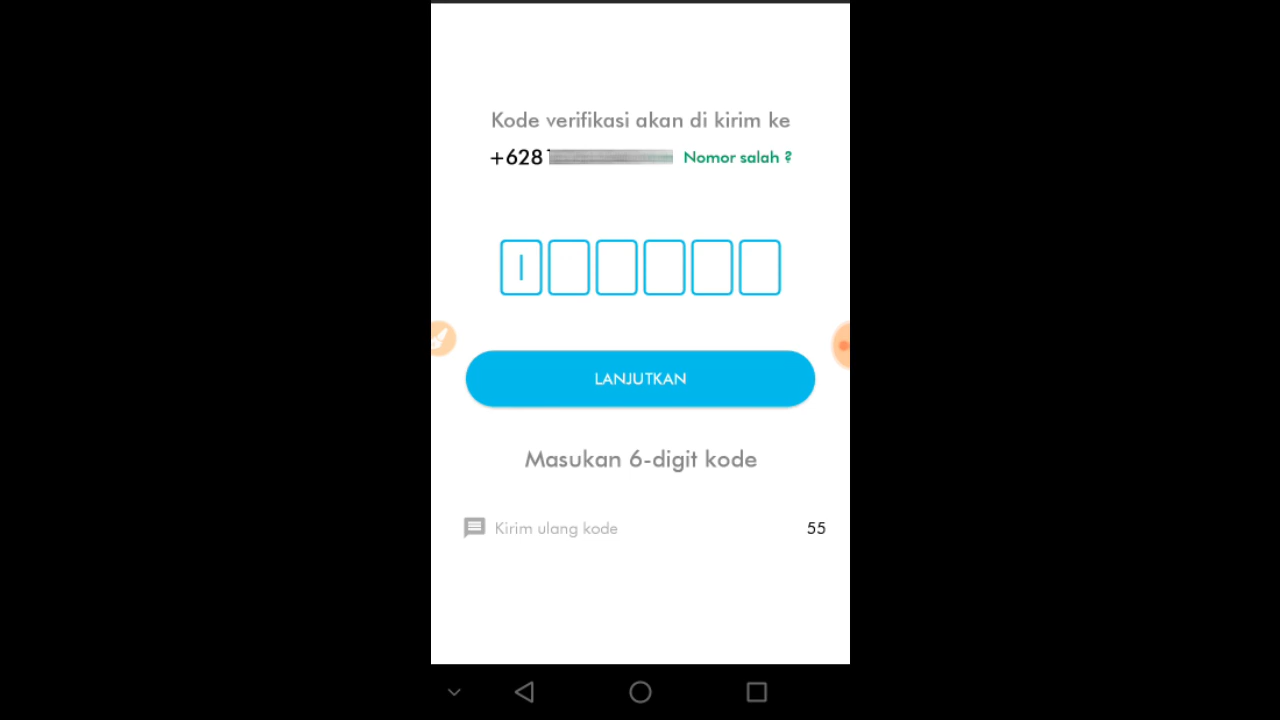 Kode verifikasi akan di kirim ke
+628 Nomor salah ?
LANJUTKAN
Masukan 6-digit kode
Kirim ulang kode 55